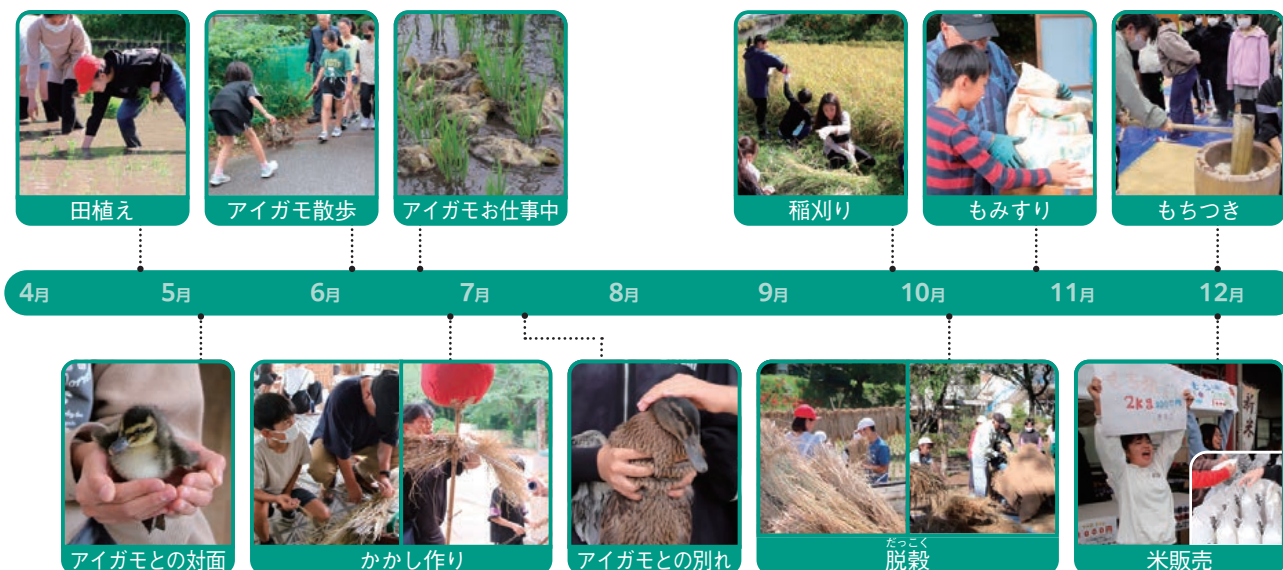 田植え
アイガモ散歩
アイガモお仕事中
稲刈り
もみすり
もちつき
4月 5月 6月 7月 8月 9月 10月 11月 12月
アイガモとの対面
かかし作り
アイガモとの別れ
だっこく
脱穀
米販売
2kg
新米